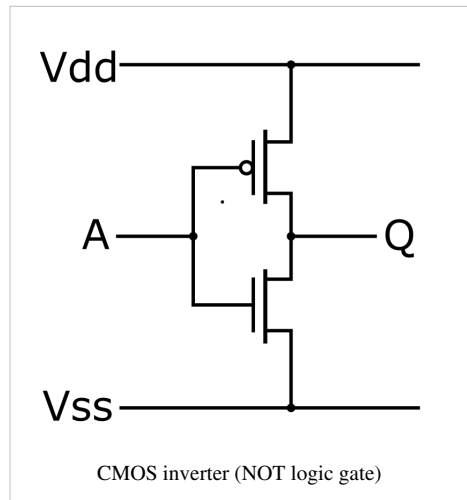 Vdd
A
Q
Vss
CMOS inverter (NOT logic gate)